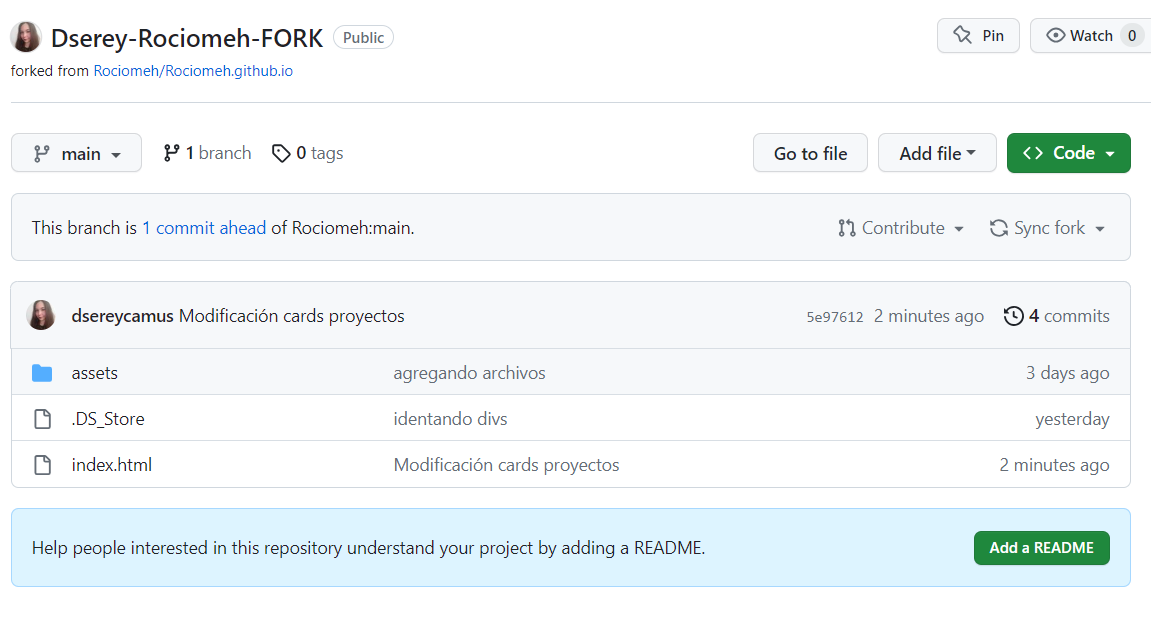 Dserey-Rociomeh-FORK Public Pin Watch 0
forked from Rociomeh/Rociomeh.github.io
main 1 branch 0 tags Go to file Add file Code
This branch is 1 commit ahead of Rociomeh:main. Contribute Sync fork
dsereycamus Modificación cards proyectos 5e97612 2 minutes ago 4 commits
assets agregando archivos 3 days ago
.DS_Store identando divs yesterday
index.html Modificación cards proyectos 2 minutes ago
Help people interested in this repository understand your project by adding a README. Add a README